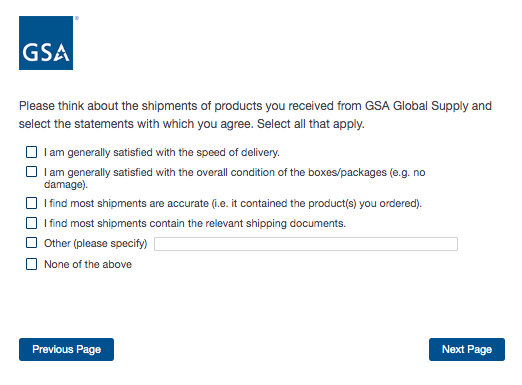 GSA
Please think about the shipments of products you received from GSA Global Supply and
select the statements with which you agree. Select all that apply.
I am generally satisfied with the speed of delivery.
I am generally satisfied with the overall condition of the boxes/packages (e.g. no
damage).
I find most shipments are accurate (i.e. it contained the product(s) you ordered).
I find most shipments contain the relevant shipping documents.
Other (please specify)
None of the above
Previous Page
Next Page